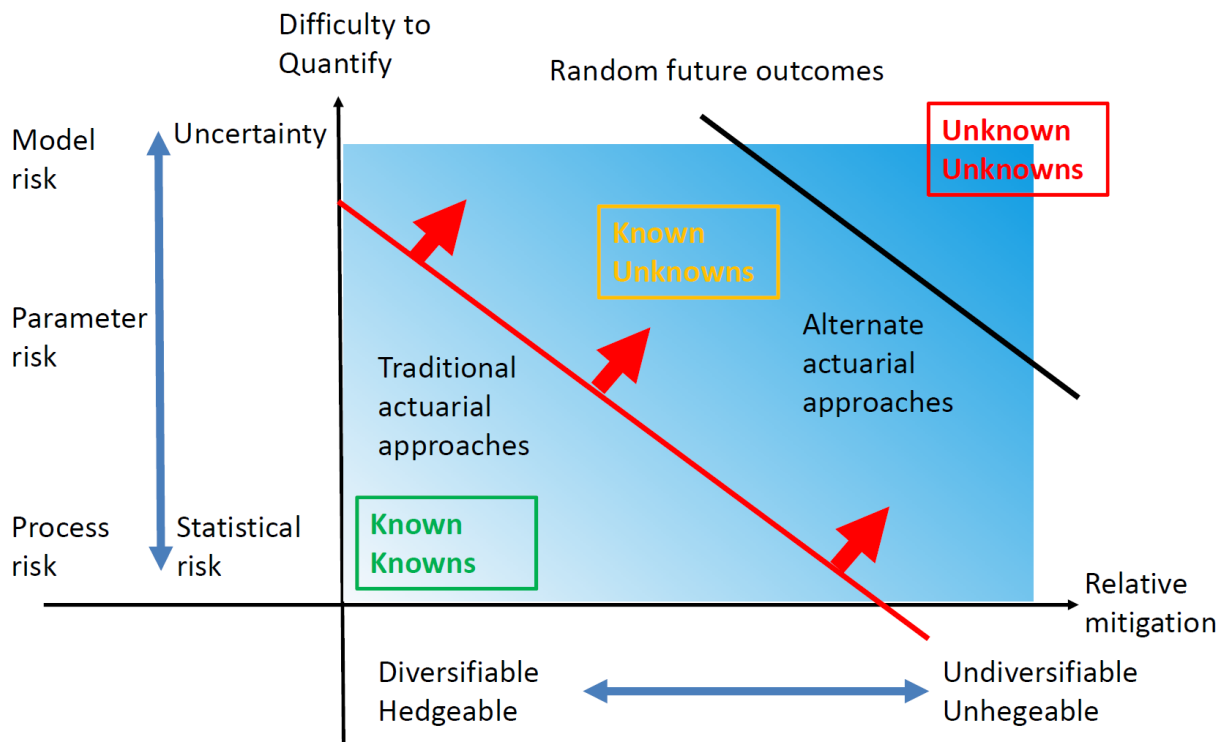 Difficulty to
Quantify
Random future outcomes
Model
risk
Uncertainty
Unknown
Unknowns
Known
Unknowns
Parameter
risk
Traditional
actuarial
approaches
Alternate
actuarial
approaches
Known
Knowns
Process
risk
Statistical
risk
Relative
mitigation
Diversifiable
Hedgeable
Undiversifiable
Unhegeable